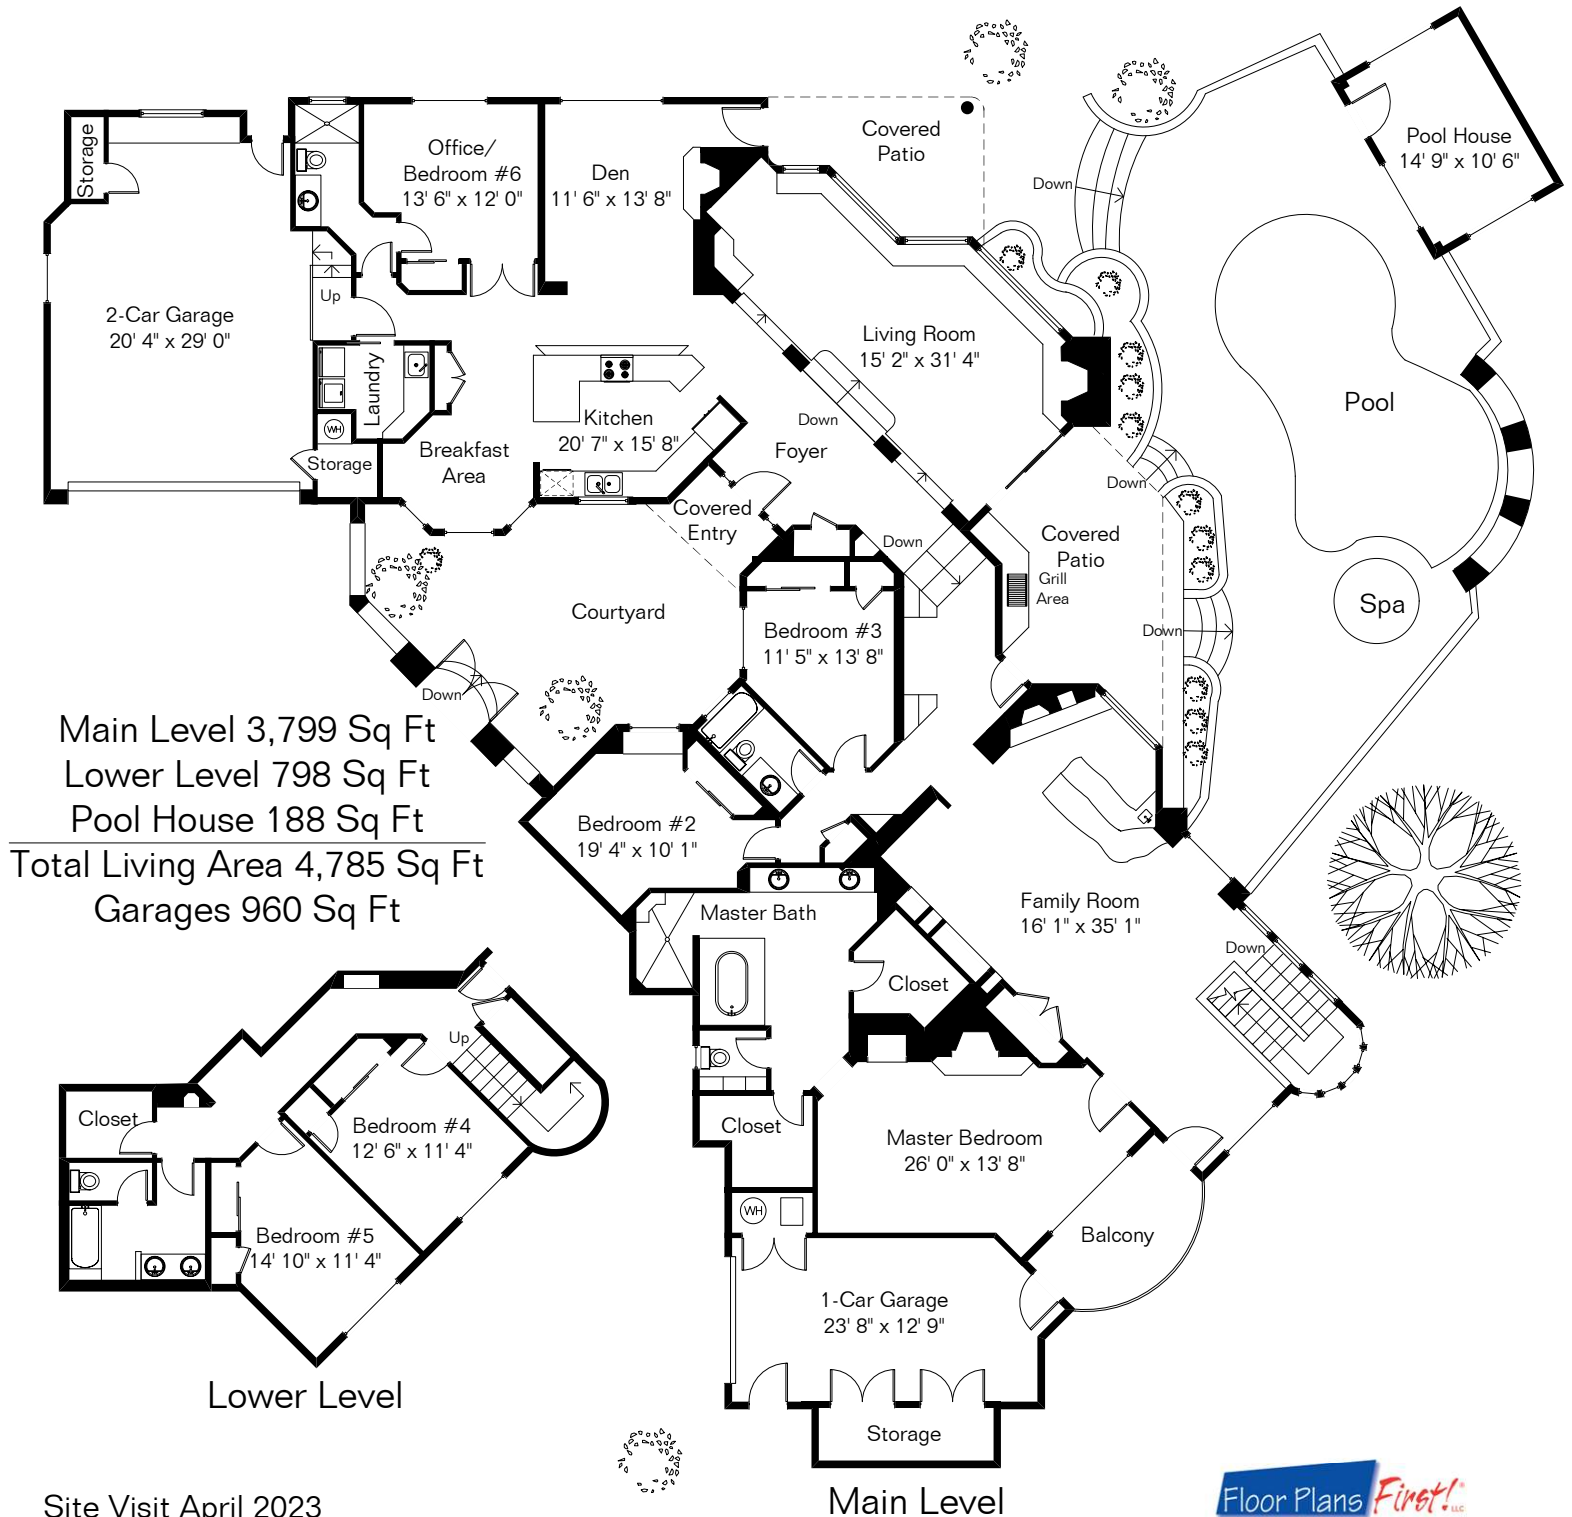 Covered
Patio
Pool House
14' 9" x 10' 6"
Down
Storage
Office/
Bedroom #6
13' 6" x 12' 0"
Den
11' 6" x 13' 8"
2-Car Garage
20' 4" x 29' 0"
Up
Laundry
WH
Storage
Breakfast
Area
Kitchen
20' 7" x 15' 8"
Living Room
15' 2" x 31' 4"
Down
Foyer
Pool
Down
Covered
Entry
Down
Covered
Patio
Grill
Area
Spa
Courtyard
Bedroom #3
11' 5" x 13' 8"
Down
Down
Main Level 3,799 Sq Ft
Lower Level 798 Sq Ft
Pool House 188 Sq Ft
Total Living Area 4,785 Sq Ft
Garages 960 Sq Ft
Bedroom #2
19' 4" x 10' 1"
Master Bath
Family Room
16' 1" x 35' 1"
Down
Closet
Closet
Master Bedroom
26' 0" x 13' 8"
WH
Balcony
1-Car Garage
23' 8" x 12' 9"
Storage
Up
Closet
Bedroom #4
12' 6" x 11' 4"
Bedroom #5
14' 10" x 11' 4"
Lower Level
Main Level
Site Visit April 2023
Floor Plans First!® LLC